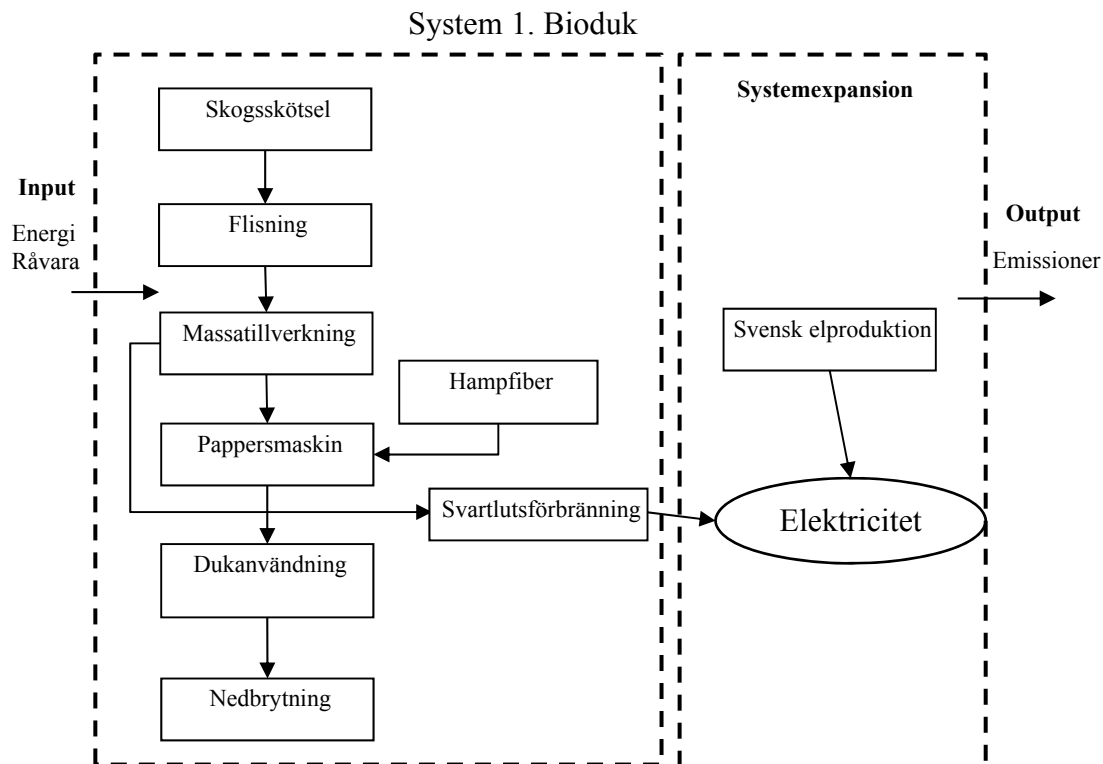 System 1. Bioduk
Systemexpansion
Skogsskötsel
Input
Flisning
Output
Energi
Råvara
Emissioner
Massatillverkning
Svensk elproduktion
Hampfiber
Pappersmaskin
Svartlutsförbränning
Elektricitet
Dukanvändning
Nedbrytning